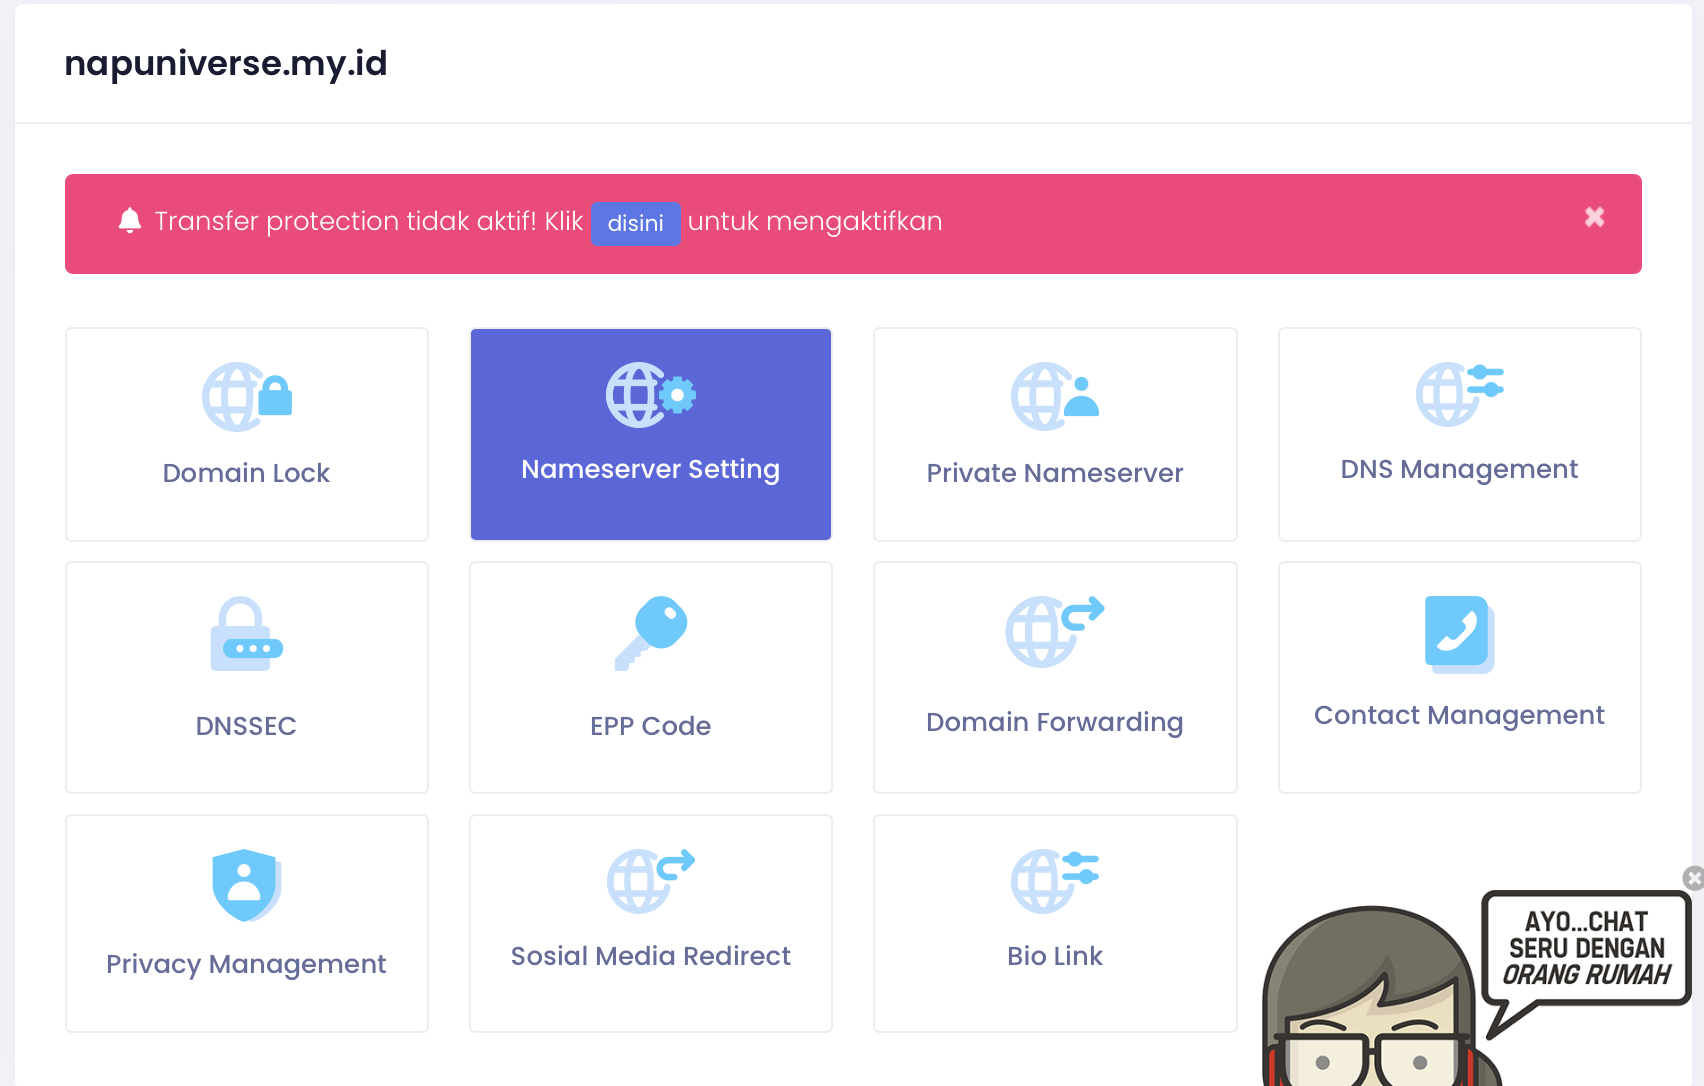 napuniverse.my.id
Transfer protection tidak aktif! Klik disini untuk mengaktifkan
Domain Lock
Nameserver Setting
Private Nameserver
DNS Management
DNSSEC
EPP Code
Domain Forwarding
Contact Management
Privacy Management
Sosial Media Redirect
Bio Link
AYO...CHAT
SERU DENGAN
ORANG RUMAH